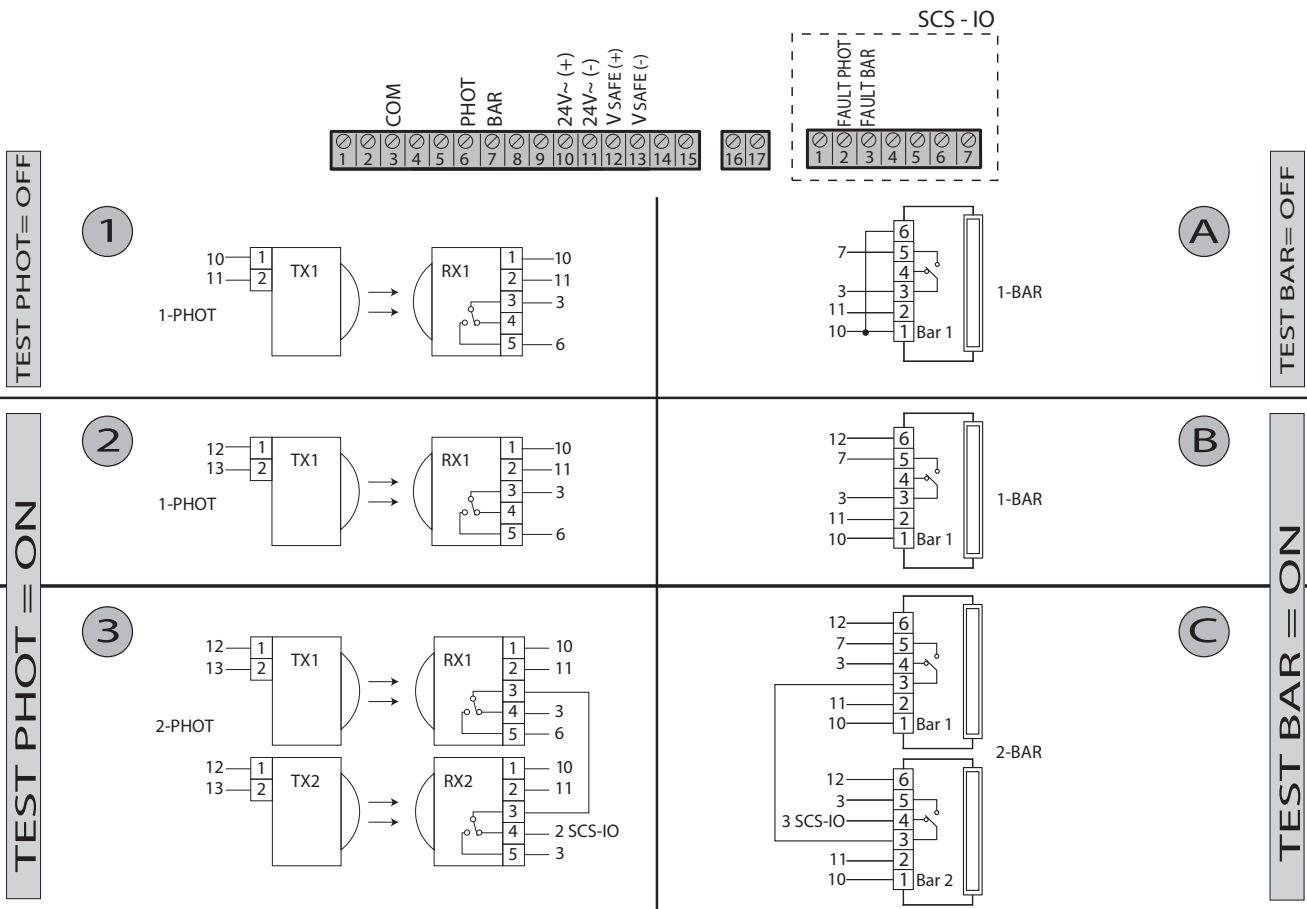 SCS - IO
COM
PHOT
BAR
24V~ (+)
24V~ (-)
V SAFE (+)
V SAFE (-)
FAULT PHOT
FAULT BAR
1 2 3 4 5 6 7 8 9 10 11 12 13 14 15
16 17
1 2 3 4 5 6 7
TEST PHOT= OFF
1
10 1
11 2
TX1
1-PHOT
RX1
1 10
2 11
3 3
4
5 6
A
TEST BAR= OFF
6
7 5
4
3 3
11 2
10 1 Bar 1
1-BAR
TEST PHOT = ON
2
12 1
13 2
TX1
1-PHOT
RX1
1 10
2 11
3 3
4
5 6
B
TEST BAR = ON
12 6
7 5
4
3 3
11 2
10 1 Bar 1
1-BAR
3
12 1
13 2
TX1
2-PHOT
RX1
1 10
2 11
3
4 3
5 6
12 1
13 2
TX2
RX2
1 10
2 11
3
4 2 SCS-IO
5 3
C
12 6
7 5
3 4
3
11 2
10 1 Bar 1
2-BAR
12 6
3 5
3 SCS-IO 4
3
11 2
10 1 Bar 2